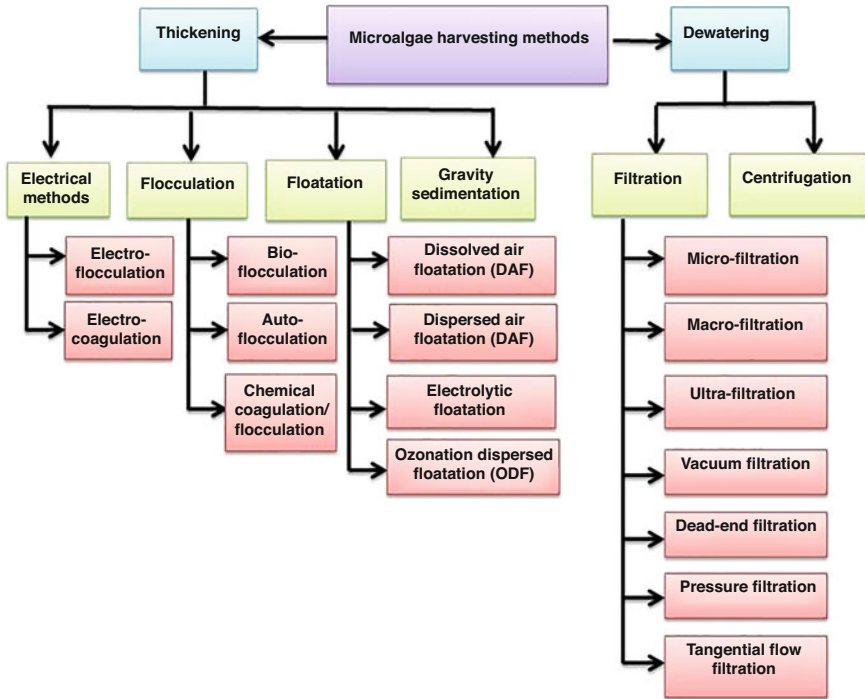 Thickening
Microalgae harvesting methods
Dewatering
Electrical
methods
Flocculation
Floatation
Gravity
sedimentation
Filtration
Centrifugation
Electro-
flocculation
Electro-
coagulation
Bio-
flocculation
Auto-
flocculation
Chemical
coagulation/
flocculation
Dissolved air
floatation (DAF)
Dispersed air
floatation (DAF)
Electrolytic
floatation
Ozonation dispersed
floatation (ODF)
Micro-filtration
Macro-filtration
Ultra-filtration
Vacuum filtration
Dead-end filtration
Pressure filtration
Tangential flow
filtration